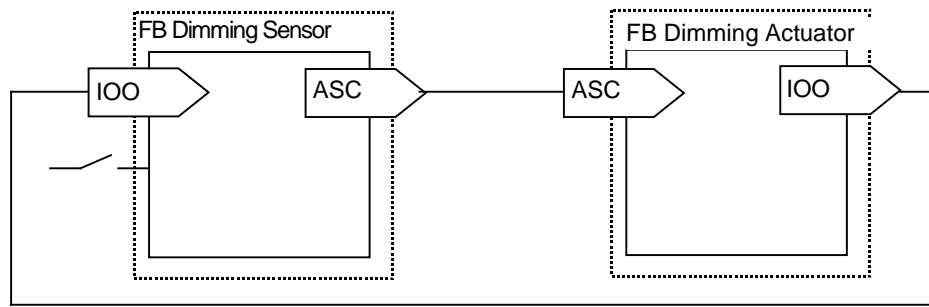 FB Dimming Sensor
FB Dimming Actuator
IOO
ASC
ASC
IOO